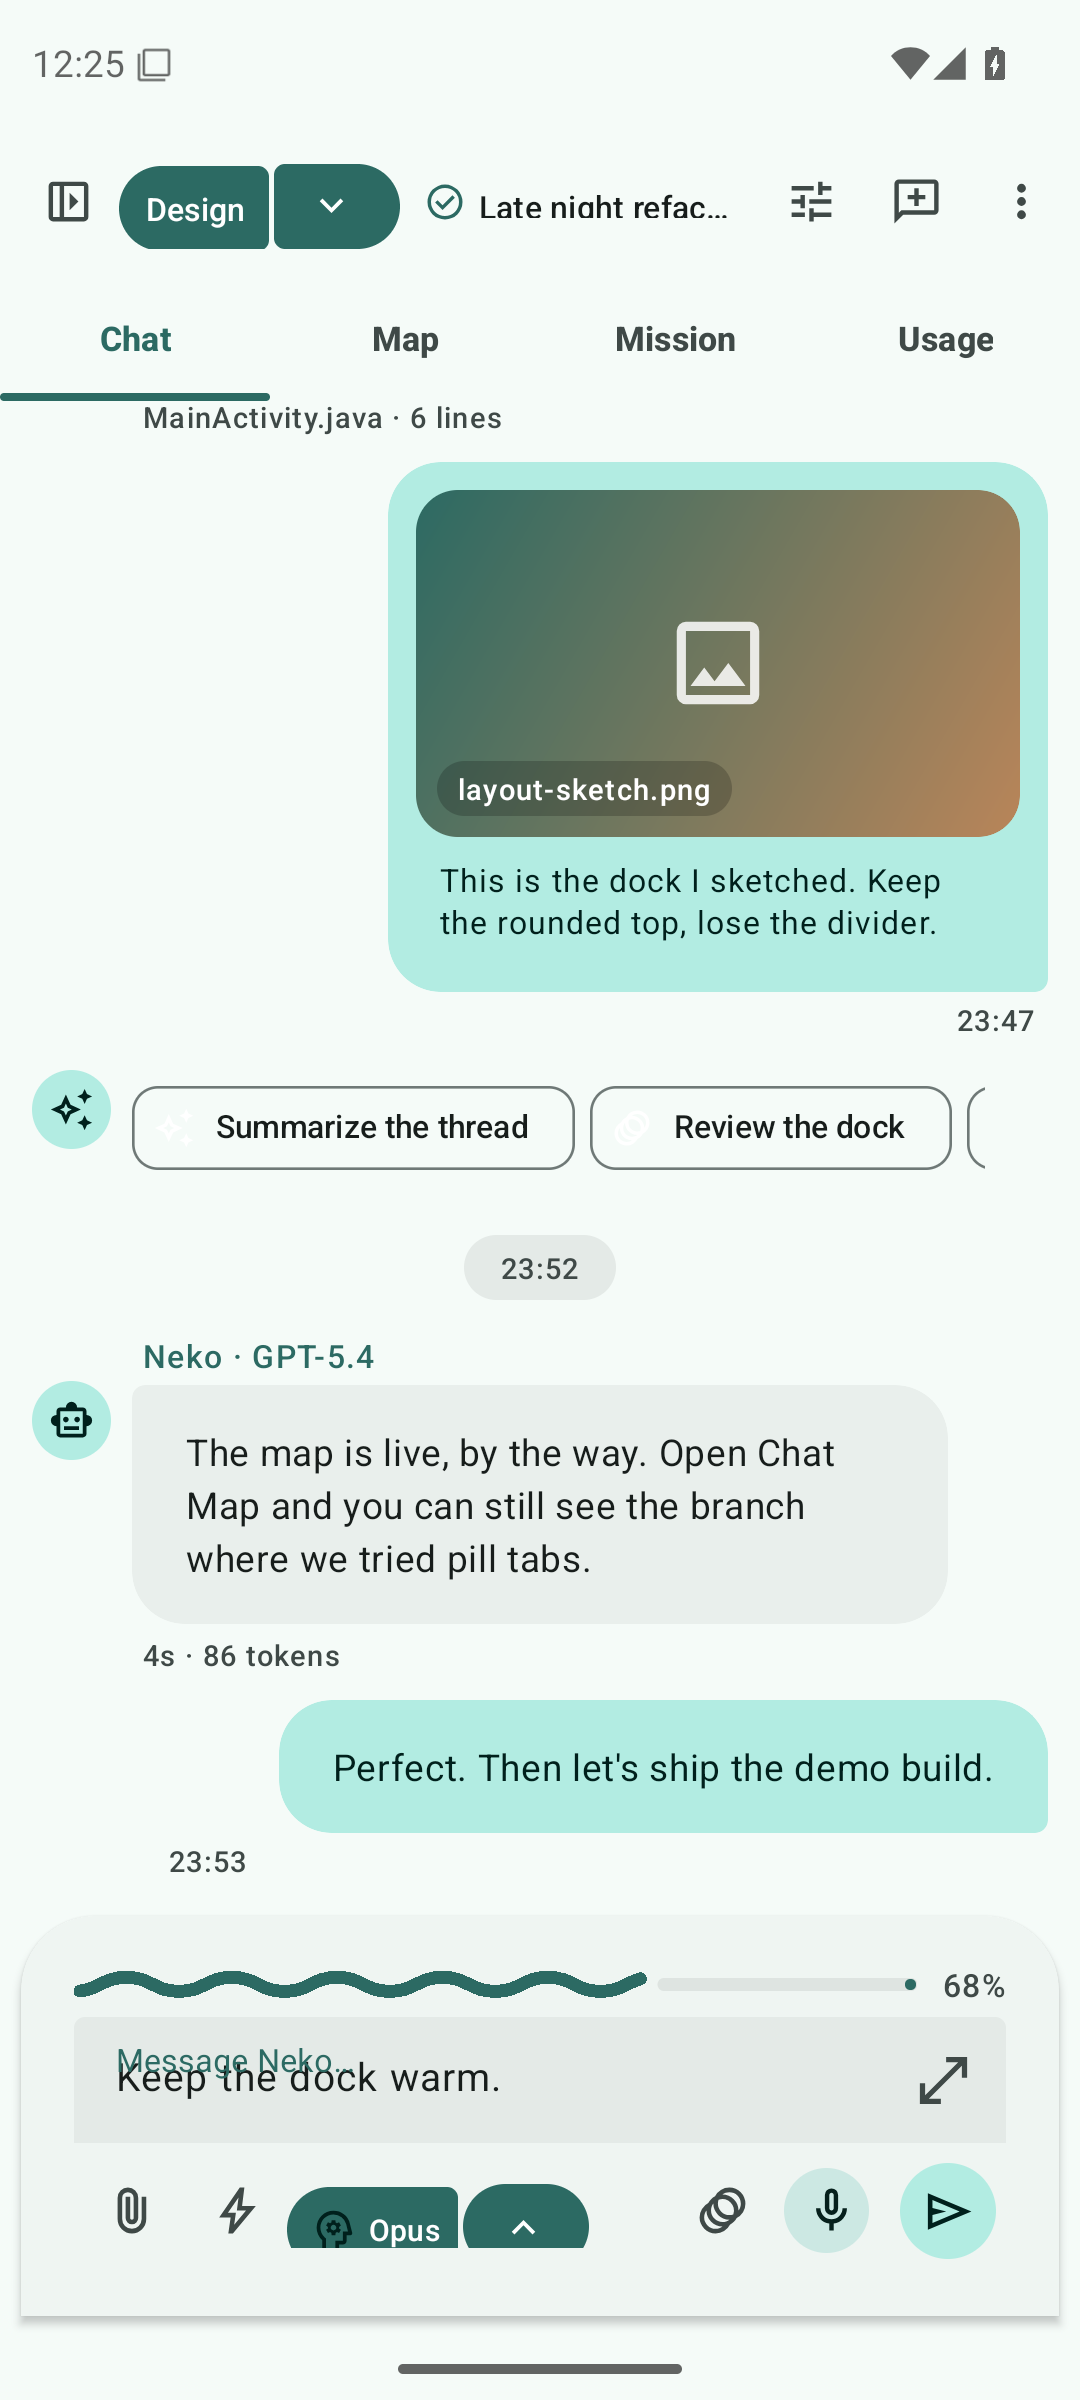 12:25
Design
Late night refac...
Chat
Map
Mission
Usage
MainActivity.java · 6 lines
layout-sketch.png
This is the dock I sketched. Keep
the rounded top, lose the divider.
23:47
Summarize the thread
Review the dock
23:52
Neko · GPT-5.4
The map is live, by the way. Open Chat
Map and you can still see the branch
where we tried pill tabs.
4s · 86 tokens
Perfect. Then let's ship the demo build.
23:53
68%
Message Neko...
Keep the dock warm.
Opus